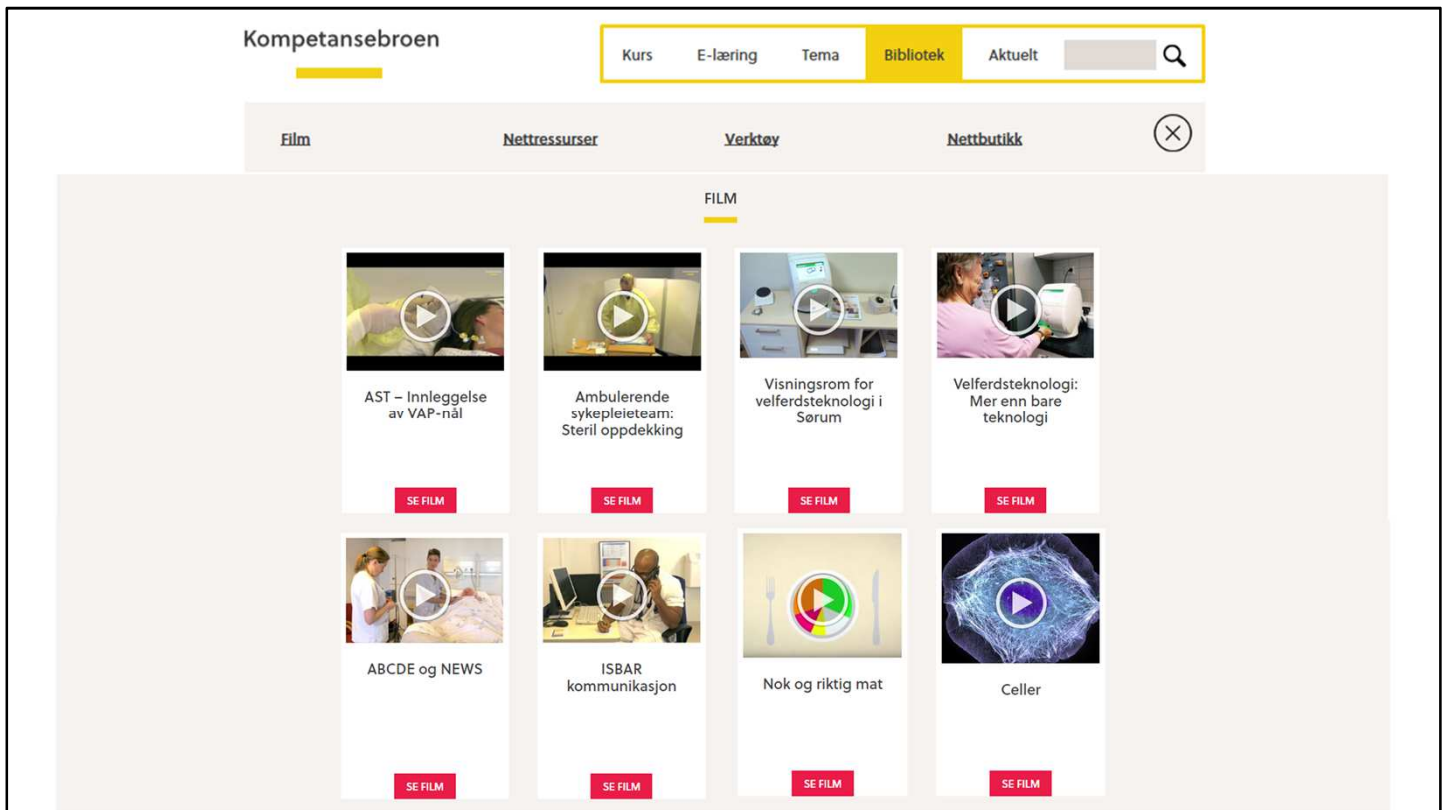 Kompetansebroen
Kurs E-læring Tema Bibliotek Aktuelt
Film Nettressurser Verktøy Nettbutikk
FILM
AST – Innleggelse
av VAP-nål
SE FILM
Ambulerende
sykepleieteam:
Steril oppdekking
SE FILM
Visningsrom for
velferdsteknologi i
Sørum
SE FILM
Velferdsteknologi:
Mer enn bare
teknologi
SE FILM
ABCDE og NEWS
SE FILM
ISBAR
kommunikasjon
SE FILM
Nok og riktig mat
SE FILM
Celler
SE FILM